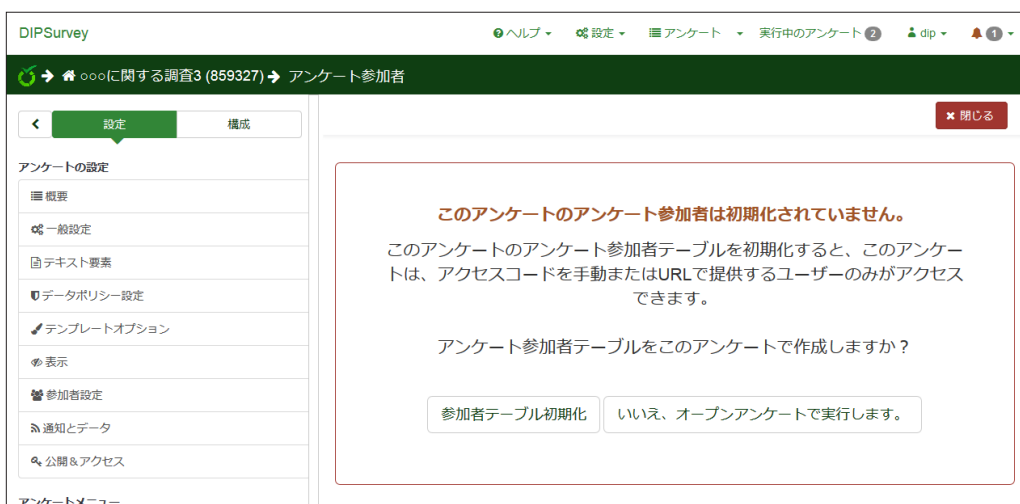 DIPSurvey
ヘルプ 設定 アンケート 実行中のアンケート 2 dip 1
○○○に関する調査3 (859327) アンケート参加者
設定 構成
閉じる
アンケートの設定
概要
一般設定
テキスト要素
データポリシー設定
テンプレートオプション
表示
参加者設定
通知とデータ
公開&アクセス
アンケートメニュー
このアンケートのアンケート参加者は初期化されていません。
このアンケートのアンケート参加者テーブルを初期化すると、このアンケー
トは、アクセスコードを手動またはURLで提供するユーザーのみがアクセス
できます。
アンケート参加者テーブルをこのアンケートで作成しますか？
参加者テーブル初期化 いいえ、オープンアンケートで実行します。